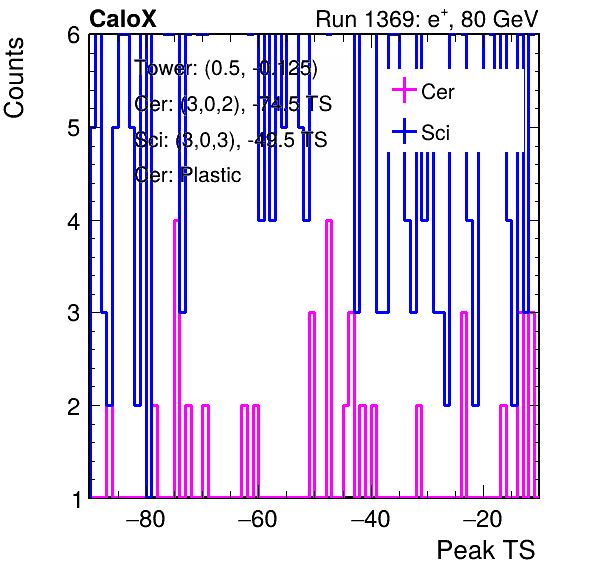 CaloX Run 1369: e+, 80 GeV
Counts
6
5
4
3
2
1
Tower: (0.5, -0.125)
Cer: (3,0,2), -74.5 TS
Sci: (3,0,3), -49.5 TS
Cer: Plastic
Cer
Sci
−80 −60 −40 −20
Peak TS